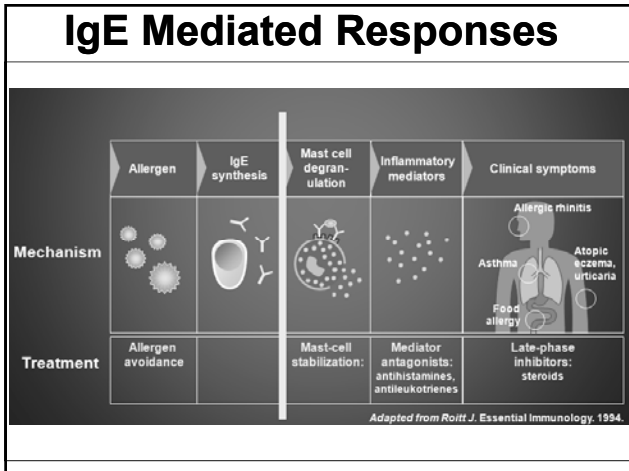 IgE Mediated Responses
Allergen
IgE
synthesis
Mast cell
degran-
ulation
Inflammatory
mediators
Clinical symptoms
Mechanism
Allergic rhinitis
Asthma
Atopic
eczema,
urticaria
Food
allergy
Treatment
Allergen
avoidance
Mast-cell
stabilization:
Mediator
antagonists:
antihistamines,
antileukotrienes
Late-phase
inhibitors:
steroids
Adapted from Roitt J. Essential Immunology. 1994.